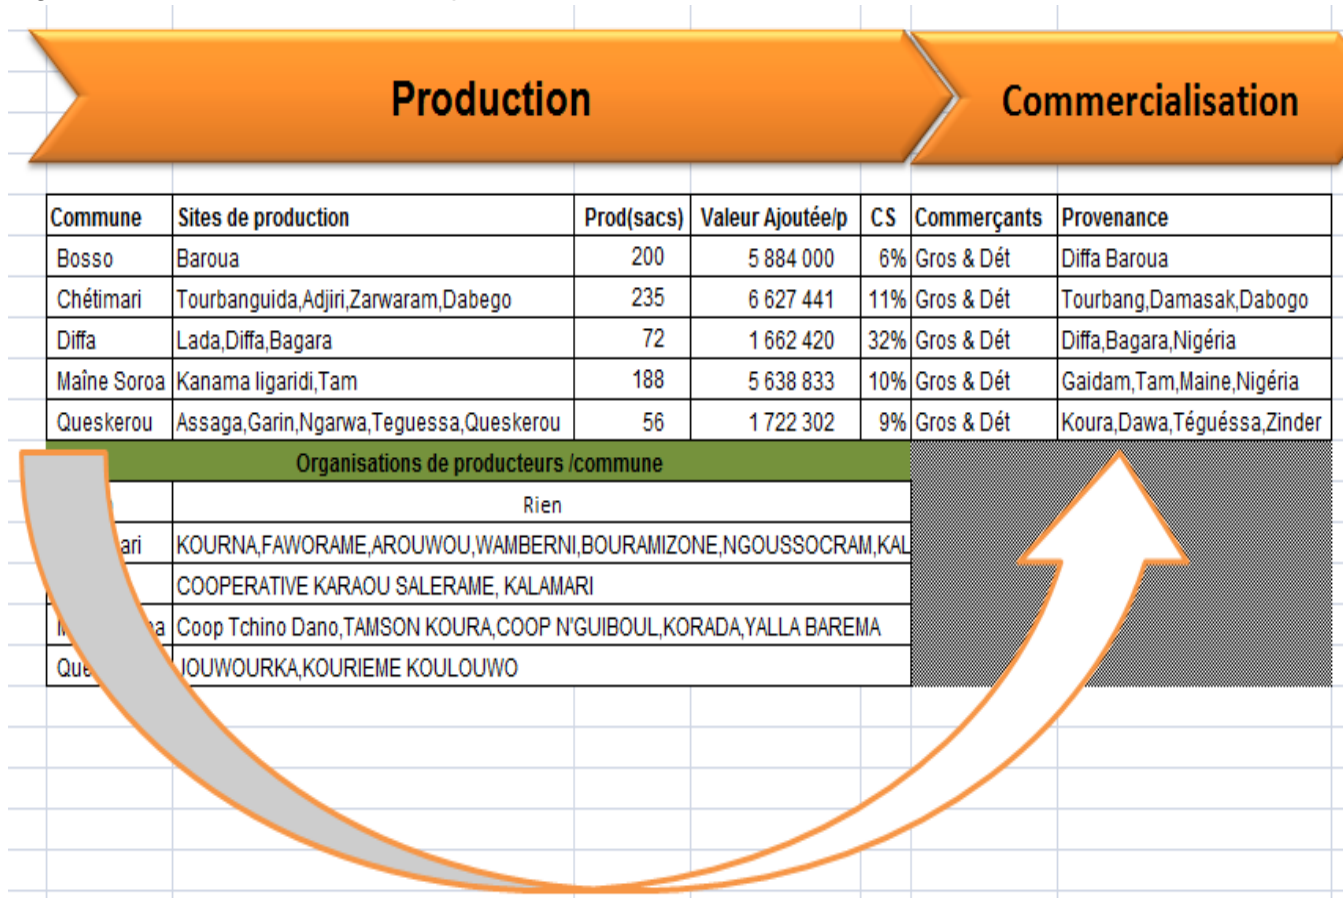 Production
Commercialisation
Commune Sites de production Prod(sacs) Valeur Ajoutée/p CS Commerçants Provenance
Bosso Baroua 200 5 884 000 6% Gros & Dét Diffa Baroua
Chétimari Tourbanguida,Adjiri,Zarwaram,Dabego 235 6 627 441 11% Gros & Dét Tourbang,Damasak,Dabogo
Diffa Lada,Diffa,Bagara 72 1 662 420 32% Gros & Dét Diffa,Bagara,Nigéria
Maîne Soroa Kanama ligaridi,Tam 188 5 638 833 10% Gros & Dét Gaidam,Tam,Maine,Nigéria
Queskerou Assaga,Garin,Ngarwa,Teguessa,Queskerou 56 1 722 302 9% Gros & Dét Koura,Dawa,Téguéssa,Zinder
Organisations de producteurs /commune
Rien
ari KOURNA,FAWORAME,AROUWOU,WAMBERNI,BOURAMIZONE,NGOUSSOCRAM,KAL
COOPERATIVE KARAOU SALERAME, KALAMARI
Coop Tchino Dano,TAMSON KOURA,COOP N'GUIBOUL,KORADA,YALLA BAREMA
Que JOUWOURKA,KOURIEME KOULOUWO